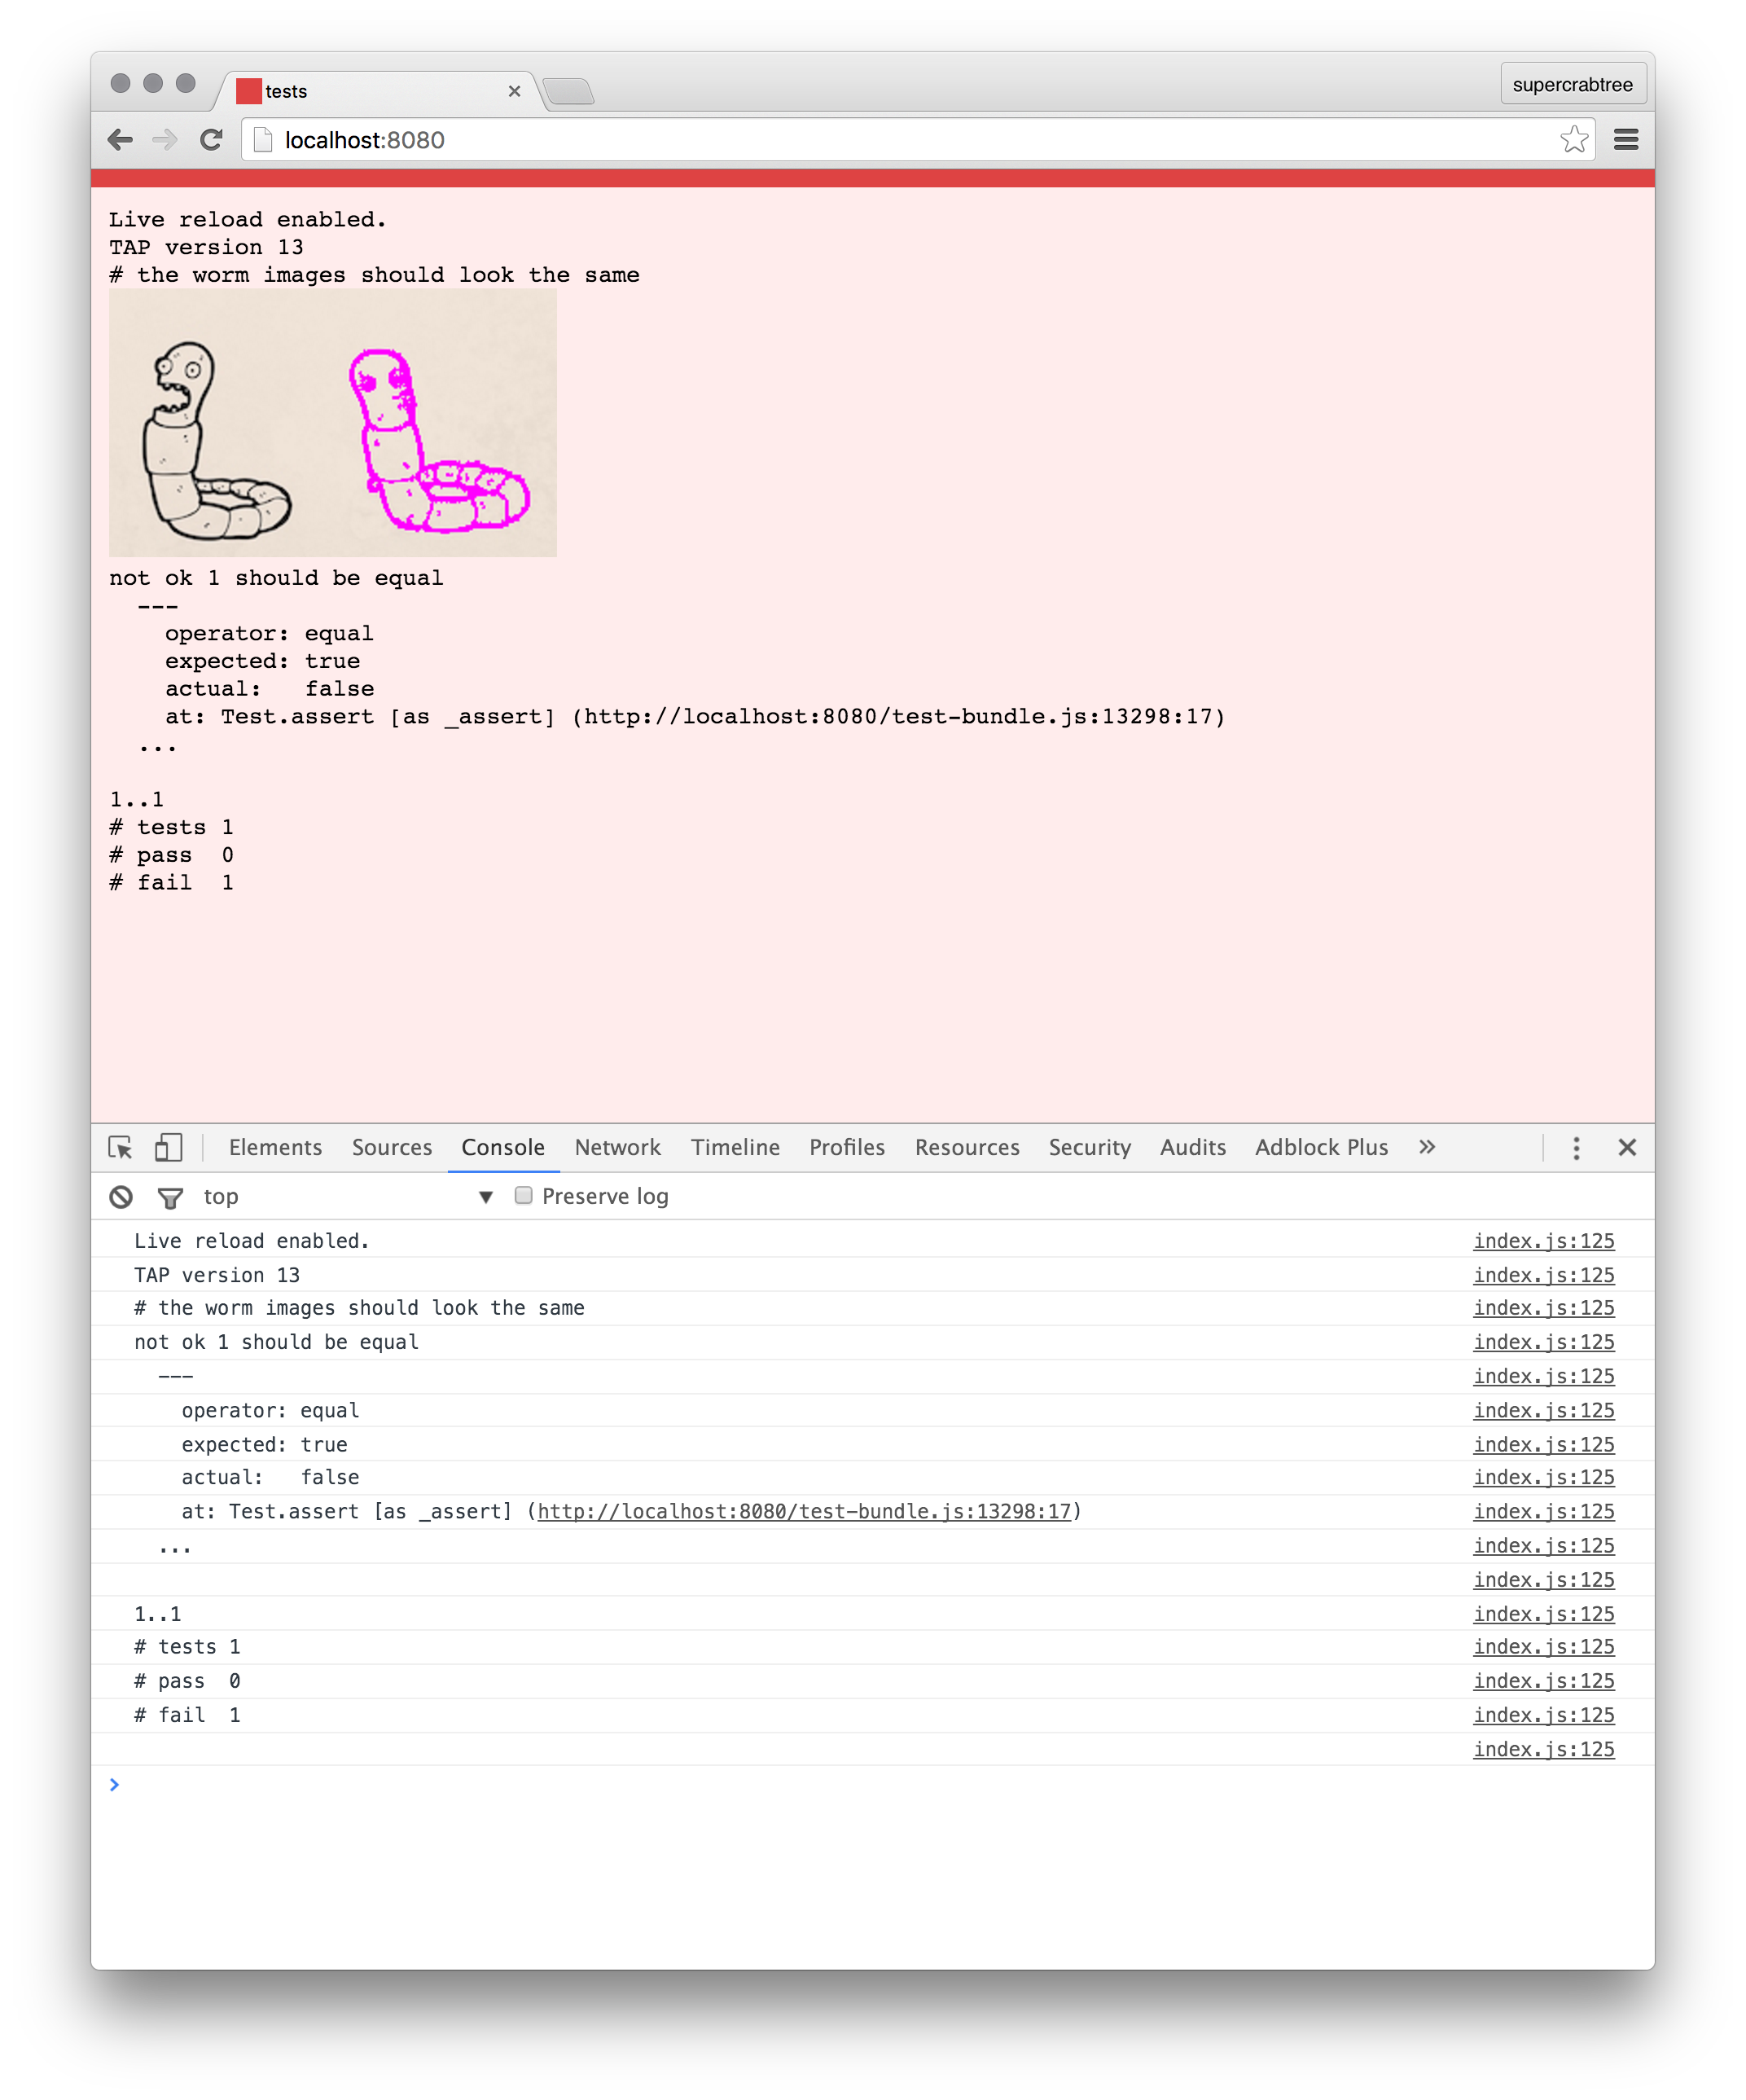 tests
supercrabtree
localhost:8080
Live reload enabled.
TAP version 13
# the worm images should look the same
not ok 1 should be equal
  ---
    operator: equal
    expected: true
    actual:   false
    at: Test.assert [as _assert] (http://localhost:8080/test-bundle.js:13298:17)
  ...
1..1
# tests 1
# pass  0
# fail  1
Elements Sources Console Network Timeline Profiles Resources Security Audits Adblock Plus »
top ▼ Preserve log
Live reload enabled. index.js:125
TAP version 13 index.js:125
# the worm images should look the same index.js:125
not ok 1 should be equal index.js:125
  --- index.js:125
    operator: equal index.js:125
    expected: true index.js:125
    actual:   false index.js:125
    at: Test.assert [as _assert] (http://localhost:8080/test-bundle.js:13298:17) index.js:125
  ... index.js:125
index.js:125
1..1 index.js:125
# tests 1 index.js:125
# pass  0 index.js:125
# fail  1 index.js:125
index.js:125